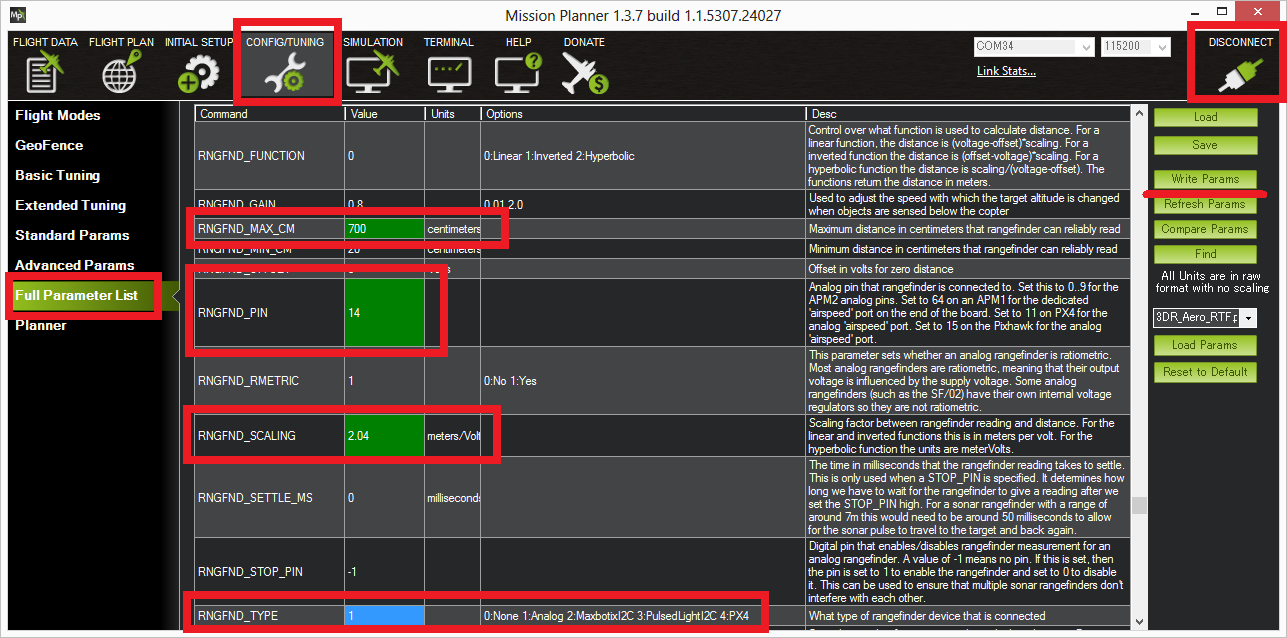 Mp
Mission Planner 1.3.7 build 1.1.5307.24027
FLIGHT DATA FLIGHT PLAN INITIAL SETUP CONFIG/TUNING SIMULATION TERMINAL HELP DONATE
COM34 115200 DISCONNECT
Link Stats...
Flight Modes
GeoFence
Basic Tuning
Extended Tuning
Standard Params
Advanced Params
Full Parameter List
Planner
Command Value Units Options Desc
RNGFND_FUNCTION 0 0:Linear 1:Inverted 2:Hyperbolic
Control over what function is used to calculate distance. For a
linear function, the distance is (voltage-offset)*scaling. For a
inverted function the distance is (offset-voltage)*scaling. For a
hyperbolic function the distance is scaling/(voltage-offset). The
functions return the distance in meters.
RNGFND_GAIN 0.8 0.01 2.0
Used to adjust the speed with which the target altitude is changed
when objects are sensed below the copter
RNGFND_MAX_CM 700 centimeters Maximum distance in centimeters that rangefinder can reliably read
RNGFND_MIN_CM 20 centimeters Minimum distance in centimeters that rangefinder can reliably read
Offset in volts for zero distance
RNGFND_PIN 14
Analog pin that rangefinder is connected to. Set this to 0..9 for the
APM2 analog pins. Set to 64 on an APM1 for the dedicated
'airspeed' port on the end of the board. Set to 11 on PX4 for the
analog 'airspeed' port. Set to 15 on the Pixhawk for the analog
'airspeed' port.
RNGFND_RMETRIC 1 0:No 1:Yes
This parameter sets whether an analog rangefinder is ratiometric.
Most analog rangefinders are ratiometric, meaning that their output
voltage is influenced by the supply voltage. Some analog
rangefinders (such as the SF/02) have their own internal voltage
regulators so they are not ratiometric.
RNGFND_SCALING 2.04 meters/Volt
Scaling factor between rangefinder reading and distance. For the
linear and inverted functions this is in meters per volt. For the
hyperbolic function the units are meterVolts.
RNGFND_SETTLE_MS 0 milliseconds
The time in milliseconds that the rangefinder reading takes to settle.
This is only used when a STOP_PIN is specified. It determines how
long we have to wait for the rangefinder to give a reading after we
set the STOP_PIN high. For a sonar rangefinder with a range of
around 7m this would need to be around 50 milliseconds to allow
for the sonar pulse to travel to the target and back again.
RNGFND_STOP_PIN -1
Digital pin that enables/disables rangefinder measurement for an
analog rangefinder. A value of -1 means no pin. If this is set, then
the pin is set to 1 to enable the rangefinder and set to 0 to disable
it. This can be used to ensure that multiple sonar rangefinders don't
interfere with each other.
RNGFND_TYPE 1 0:None 1:Analog 2:MaxbotixI2C 3:PulsedLightI2C 4:PX4 What type of rangefinder device that is connected
Load
Save
Write Params
Refresh Params
Compare Params
Find
All Units are in raw
format with no scaling
3DR_Aero_RTF.p
Load Params
Reset to Default